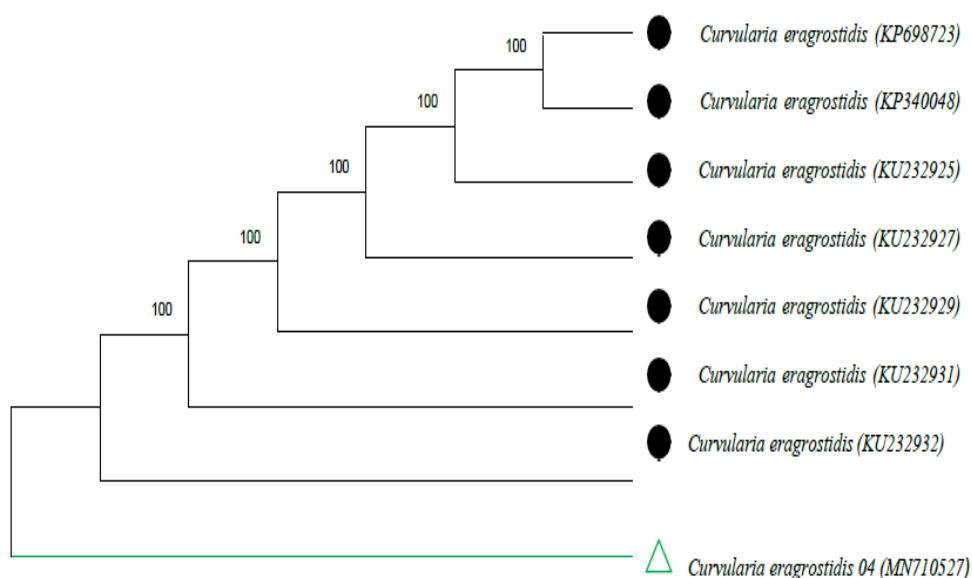 100
Curvularia eragrostidis (KP698723)
100
Curvularia eragrostidis (KP340048)
100
Curvularia eragrostidis (KU232925)
100
Curvularia eragrostidis (KU232927)
100
Curvularia eragrostidis (KU232929)
Curvularia eragrostidis (KU232931)
Curvularia eragrostidis (KU232932)
Curvularia eragrostidis 04 (MN710527)